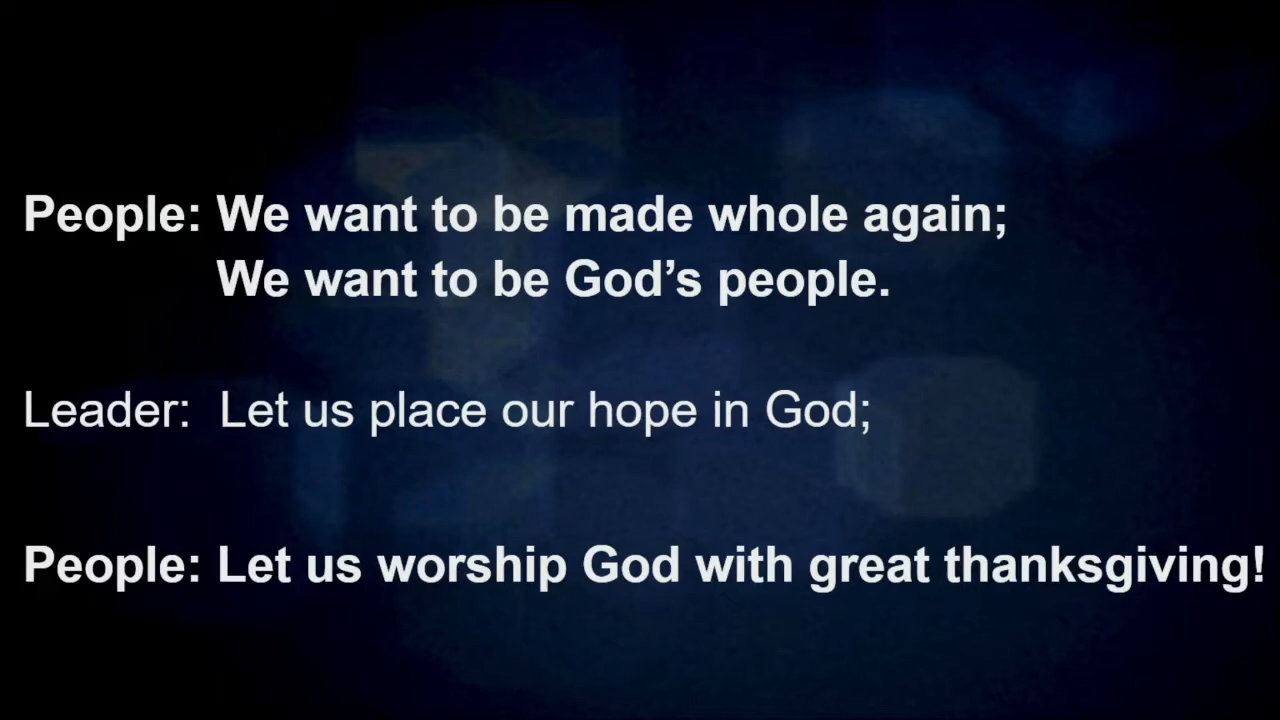 People: We want to be made whole again;
We want to be God’s people.
Leader: Let us place our hope in God;
People: Let us worship God with great thanksgiving!